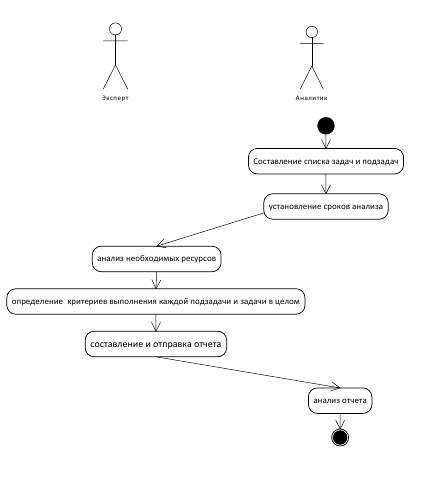 Эксперт
Аналитик
Составление списка задач и подзадач
установление сроков анализа
анализ необходимых ресурсов
определение критериев выполнения каждой подзадачи и задачи в целом
составление и отправка отчета
анализ отчета